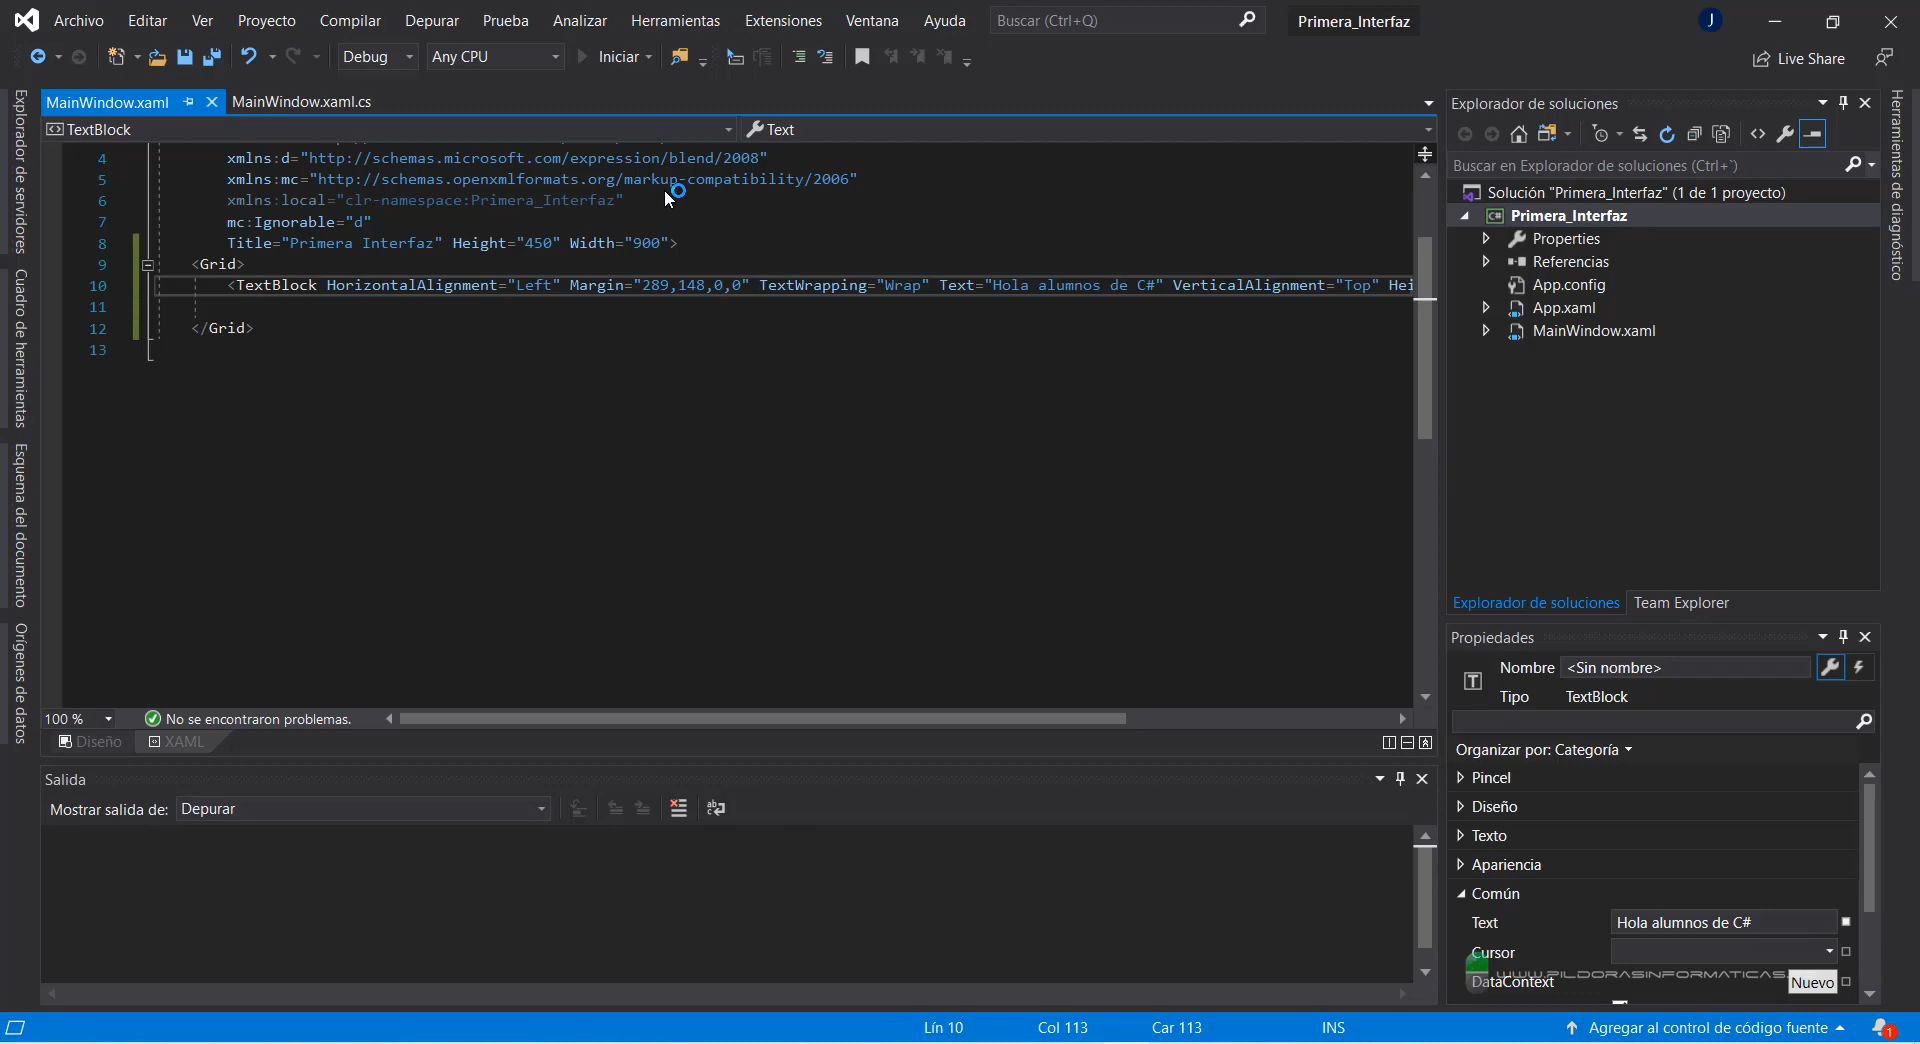 Archivo Editar Ver Proyecto Compilar Depurar Prueba Analizar Herramientas Extensiones Ventana Ayuda Buscar (Ctrl+Q) Primera_Interfaz J
Debug Any CPU Iniciar Live Share
MainWindow.xaml MainWindow.xaml.cs
TextBlock Text
4 xmlns:d="http://schemas.microsoft.com/expression/blend/2008"
5 xmlns:mc="http://schemas.openxmlformats.org/markup-compatibility/2006"
6 xmlns:local="clr-namespace:Primera_Interfaz"
7 mc:Ignorable="d"
8 Title="Primera Interfaz" Height="450" Width="900">
9 <Grid>
10 <TextBlock HorizontalAlignment="Left" Margin="289,148,0,0" TextWrapping="Wrap" Text="Hola alumnos de C#" VerticalAlignment="Top" Hei
11
12 </Grid>
13
100 % No se encontraron problemas.
Diseño XAML
Salida
Mostrar salida de: Depurar
Explorador de servidores
Cuadro de herramientas
Esquema del documento
Orígenes de datos
Explorador de soluciones
Buscar en Explorador de soluciones (Ctrl+`)
Solución "Primera_Interfaz" (1 de 1 proyecto)
C# Primera_Interfaz
Properties
Referencias
App.config
App.xaml
MainWindow.xaml
Explorador de soluciones Team Explorer
Propiedades
Nombre <Sin nombre>
Tipo TextBlock
Organizar por: Categoría
Pincel
Diseño
Texto
Apariencia
Común
Text Hola alumnos de C#
Cursor
WWW.PILDORASINFORMATICAS.
DataContext Nuevo
Herramientas de diagnóstico
Lín 10 Col 113 Car 113 INS Agregar al control de código fuente 1